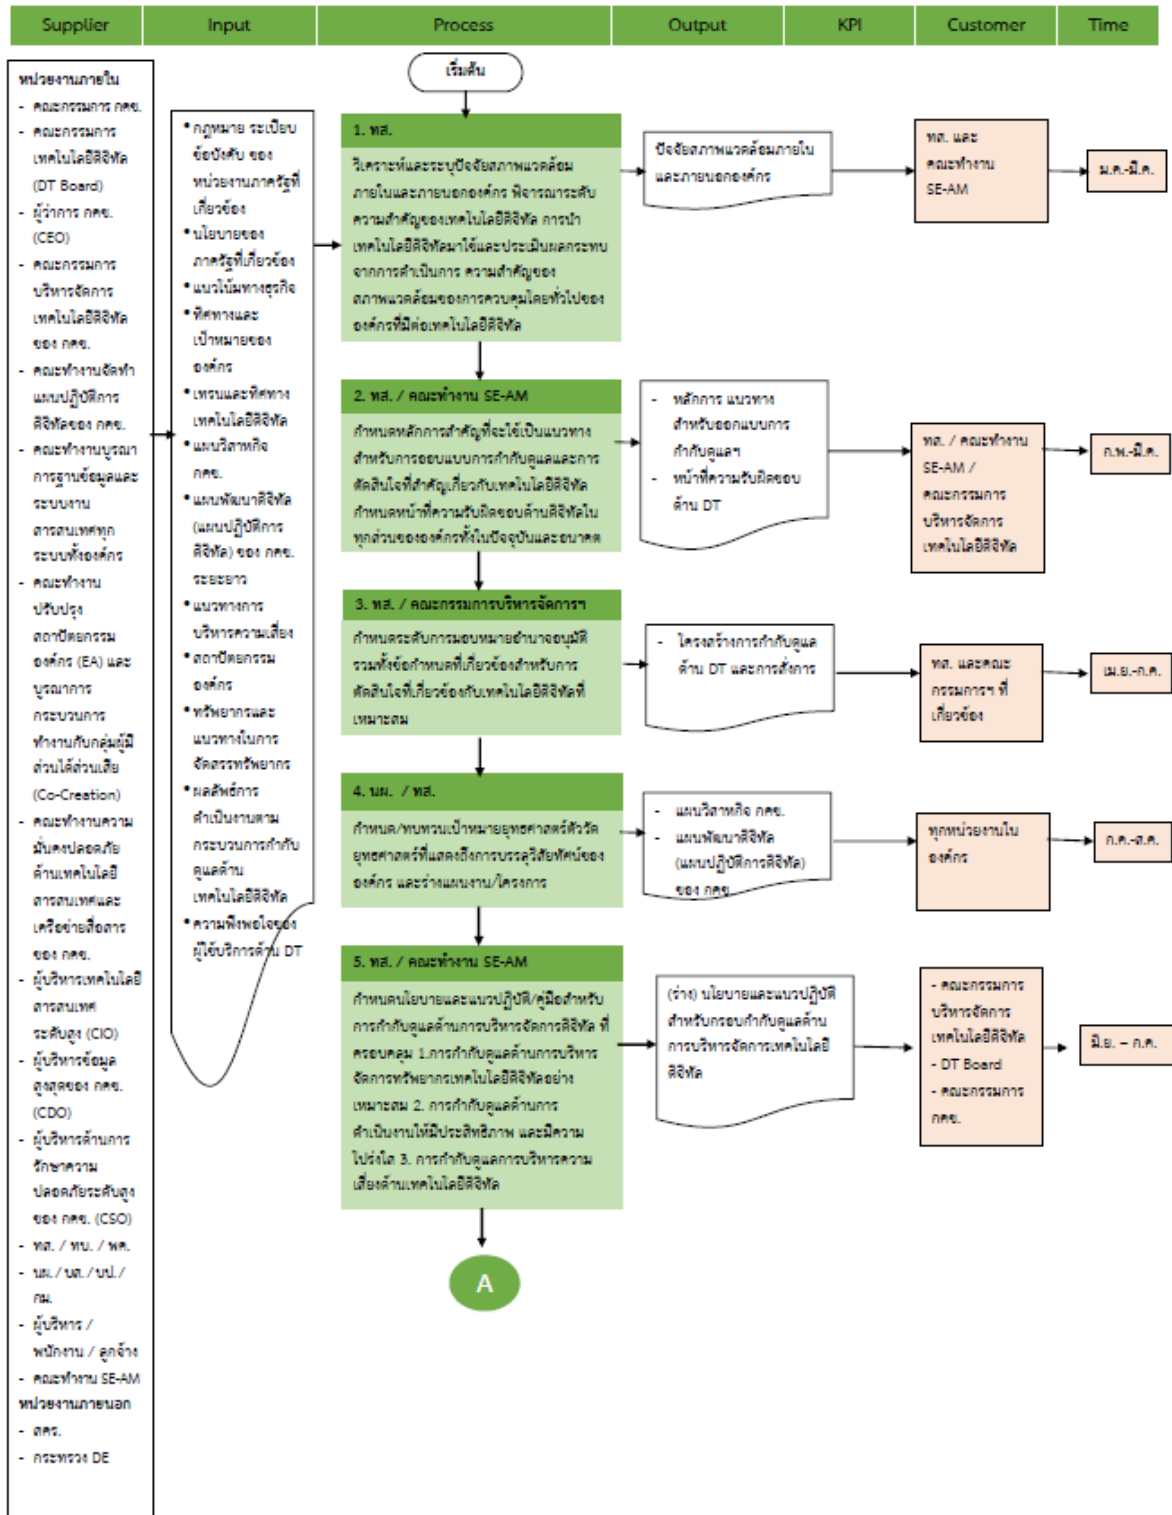 Supplier
Input
Process
Output
KPI
Customer
Time
หน่วยงานภายใน
- คณะกรรมการ กคช.
- คณะกรรมการ
เทคโนโลยีดิจิทัล
(DT Board)
- ผู้ว่าการ กคช.
(CEO)
- คณะกรรมการ
บริหารจัดการ
เทคโนโลยีดิจิทัล
ของ กคช.
- คณะทำงานจัดทำ
แผนปฏิบัติการ
ดิจิทัลของ กคช.
- คณะทำงานบูรณา
การฐานข้อมูลและ
ระบบงาน
สารสนเทศทุก
ระบบทั้งองค์กร
- คณะทำงาน
ปรับปรุง
สถาปัตยกรรม
องค์กร (EA) และ
บูรณาการ
กระบวนการ
ทำงานกับกลุ่มผู้มี
ส่วนได้ส่วนเสีย
(Co-Creation)
- คณะทำงานความ
มั่นคงปลอดภัย
ด้านเทคโนโลยี
สารสนเทศและ
เครือข่ายสื่อสาร
ของ กคช.
- ผู้บริหารเทคโนโลยี
สารสนเทศ
ระดับสูง (CIO)
- ผู้บริหารข้อมูล
สูงสุดของ กคช.
(CDO)
- ผู้บริหารด้านการ
รักษาความ
ปลอดภัยระดับสูง
ของ กคช. (CSO)
- ทส. / ทบ. / พค.
- นผ./ บส./ บป./
กม.
- ผู้บริหาร /
พนักงาน / ลูกจ้าง
- คณะทำงาน SE-AM
หน่วยงานภายนอก
- สคร.
- กระทรวง DE
• กฎหมาย ระเบียบ
ข้อบังคับ ของ
หน่วยงานภาครัฐที่
เกี่ยวข้อง
• นโยบายของ
ภาครัฐที่เกี่ยวข้อง
• แนวโน้มทางธุรกิจ
• ทิศทางและ
เป้าหมายของ
องค์กร
• เทรนและทิศทาง
เทคโนโลยีดิจิทัล
• แผนวิสาหกิจ
กคช.
• แผนพัฒนาดิจิทัล
(แผนปฏิบัติการ
ดิจิทัล) ของ กคช.
ระยะยาว
• แนวทางการ
บริหารความเสี่ยง
• สถาปัตยกรรม
องค์กร
• ทรัพยากรและ
แนวทางในการ
จัดสรรทรัพยากร
• ผลลัพธ์การ
ดำเนินงานตาม
กระบวนการกำกับ
ดูแลด้าน
เทคโนโลยีดิจิทัล
• ความพึงพอใจของ
ผู้ใช้บริการด้าน DT
เริ่มต้น
1. ทส.
วิเคราะห์และระบุปัจจัยสภาพแวดล้อม
ภายในและภายนอกองค์กร พิจารณาระดับ
ความสำคัญของเทคโนโลยีดิจิทัล การนำ
เทคโนโลยีดิจิทัลมาใช้และประเมินผลกระทบ
จากการดำเนินการ ความสำคัญของ
สภาพแวดล้อมของการควบคุมโดยทั่วไปของ
องค์กรที่มีต่อเทคโนโลยีดิจิทัล
ปัจจัยสภาพแวดล้อมภายใน
และภายนอกองค์กร
ทส. และ
คณะทำงาน
SE-AM
ม.ค.-มี.ค.
2. ทส. / คณะทำงาน SE-AM
กำหนดหลักการสำคัญที่จะใช้เป็นแนวทาง
สำหรับการออกแบบการกำกับดูแลและการ
ตัดสินใจที่สำคัญเกี่ยวกับเทคโนโลยีดิจิทัล
กำหนดหน้าที่ความรับผิดชอบด้านดิจิทัลใน
ทุกส่วนขององค์กรทั้งในปัจจุบันและอนาคต
- หลักการ แนวทาง
สำหรับออกแบบการ
กำกับดูแลฯ
- หน้าที่ความรับผิดชอบ
ด้าน DT
ทส. / คณะทำงาน
SE-AM /
คณะกรรมการ
บริหารจัดการ
เทคโนโลยีดิจิทัล
ก.พ.-มี.ค.
3. ทส. / คณะกรรมการบริหารจัดการฯ
กำหนดระดับการมอบหมายอำนาจอนุมัติ
รวมทั้งข้อกำหนดที่เกี่ยวข้องสำหรับการ
ตัดสินใจที่เกี่ยวข้องกับเทคโนโลยีดิจิทัลที่
เหมาะสม
- โครงสร้างการกำกับดูแล
ด้าน DT และการสั่งการ
ทส. และคณะ
กรรมการฯ ที่
เกี่ยวข้อง
เม.ย.-ก.ค.
4. นผ. / ทส.
กำหนด/ทบทวนเป้าหมายยุทธศาสตร์ตัววัด
ยุทธศาสตร์ที่แสดงถึงการบรรลุวิสัยทัศน์ของ
องค์กร และร่างแผนงาน/โครงการ
- แผนวิสาหกิจ กคช.
- แผนพัฒนาดิจิทัล
(แผนปฏิบัติการดิจิทัล)
ของ กคช
ทุกหน่วยงานใน
องค์กร
ก.ค.-ส.ค.
5. ทส. / คณะทำงาน SE-AM
กำหนดนโยบายและแนวปฏิบัติ/คู่มือสำหรับ
การกำกับดูแลด้านการบริหารจัดการดิจิทัล ที่
ครอบคลุม 1.การกำกับดูแลด้านการบริหาร
จัดการทรัพยากรเทคโนโลยีดิจิทัลอย่าง
เหมาะสม 2. การกำกับดูแลด้านการ
ดำเนินงานให้มีประสิทธิภาพ และมีความ
โปร่งใส 3. การกำกับดูแลการบริหารความ
เสี่ยงด้านเทคโนโลยีดิจิทัล
(ร่าง) นโยบายและแนวปฏิบัติ
สำหรับกรอบกำกับดูแลด้าน
การบริหารจัดการเทคโนโลยี
ดิจิทัล
- คณะกรรมการ
บริหารจัดการ
เทคโนโลยีดิจิทัล
- DT Board
- คณะกรรมการ
กคช.
มิ.ย. – ก.ค.
A